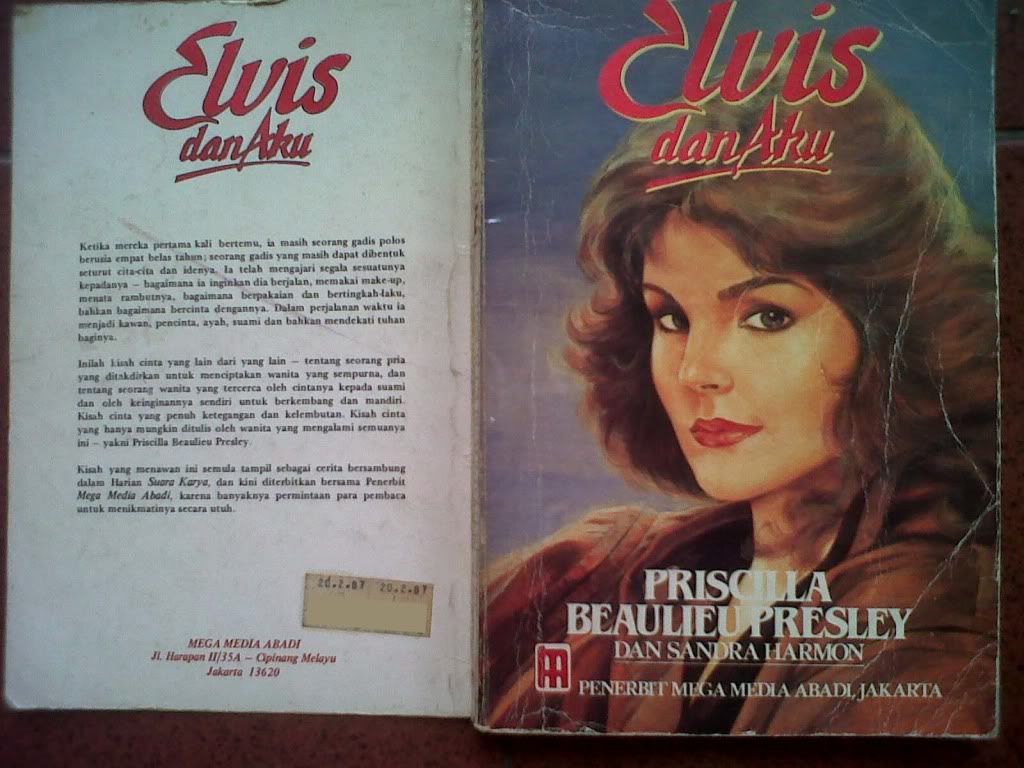 Elvis
dan Aku
Ketika mereka pertama kali bertemu, ia masih seorang gadis polos
berusia empat belas tahun; seorang gadis yang masih dapat dibentuk
seturut cita-cita dan idenya. Ia telah mengajari segala sesuatunya
kepadanya – bagaimana ia inginkan dia berjalan, memakai make-up,
menata rambutnya, bagaimana berpakaian dan bertingkah-laku,
bahkan bagaimana bercinta dengannya. Dalam perjalanan waktu ia
menjadi kawan, pencinta, ayah, suami dan bahkan mendekati tuhan
baginya.
Inilah kisah cinta yang lain dari yang lain – tentang seorang pria
yang ditakdirkan untuk menciptakan wanita yang sempurna, dan
tentang seorang wanita yang tercerca oleh cintanya kepada suami
dan oleh keinginannya sendiri untuk berkembang dan mandiri.
Kisah cinta yang penuh ketegangan dan kelembutan. Kisah cinta
yang hanya mungkin ditulis oleh wanita yang mengalami semuanya
ini – yakni Priscilla Beaulieu Presley.
Kisah yang menawan ini semula tampil sebagai cerita bersambung
dalam Harian Suara Karya, dan kini diterbitkan bersama Penerbit
Mega Media Abadi, karena banyaknya permintaan para pembaca
untuk menikmatinya secara utuh.
20.2.87 20.2.87
MEGA MEDIA ABADI
Jl. Harapan II/35A – Cipinang Melayu
Jakarta 13620
Elvis
dan Aku
PRISCILLA
BEAULIEU PRESLEY
DAN SANDRA HARMON
PENERBIT MEGA MEDIA ABADI, JAKARTA